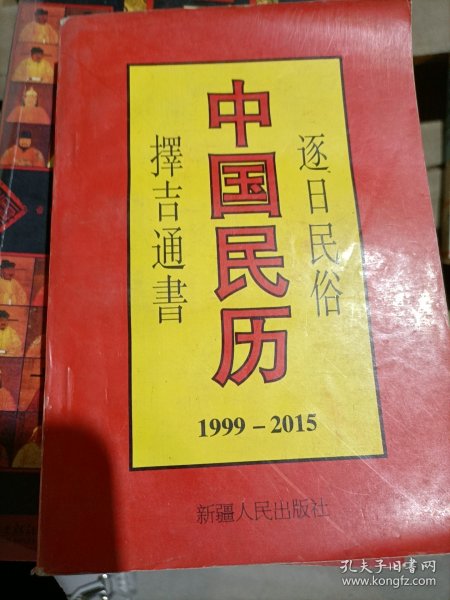 逐日民俗
中国民历
擇吉通書
1999-2015
新疆人民出版社
孔夫子旧书网
www.kongfz.com